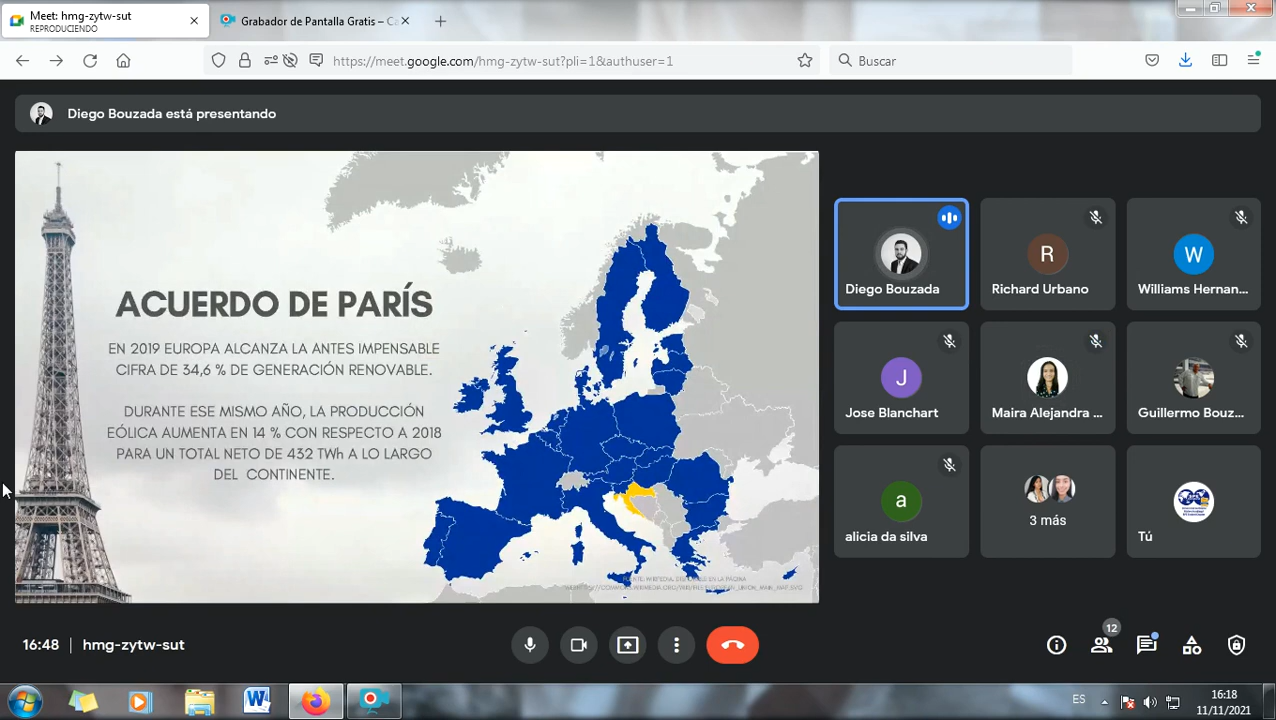 Meet: hmg-zytw-sut
REPRODUCIENDO
Grabador de Pantalla Gratis – Ca
https://meet.google.com/hmg-zytw-sut?pli=1&authuser=1
Buscar
Diego Bouzada está presentando
ACUERDO DE PARÍS
EN 2019 EUROPA ALCANZA LA ANTES IMPENSABLE
CIFRA DE 34,6 % DE GENERACIÓN RENOVABLE.
DURANTE ESE MISMO AÑO, LA PRODUCCIÓN
EÓLICA AUMENTA EN 14 % CON RESPECTO A 2018
PARA UN TOTAL NETO DE 432 TWh A LO LARGO
DEL CONTINENTE.
Diego Bouzada
R
Richard Urbano
W
Williams Hernan...
J
Jose Blanchart
Maira Alejandra ...
Guillermo Bouz...
a
alicia da silva
3 más
Tú
16:48
hmg-zytw-sut
12
ES
16:18
11/11/2021